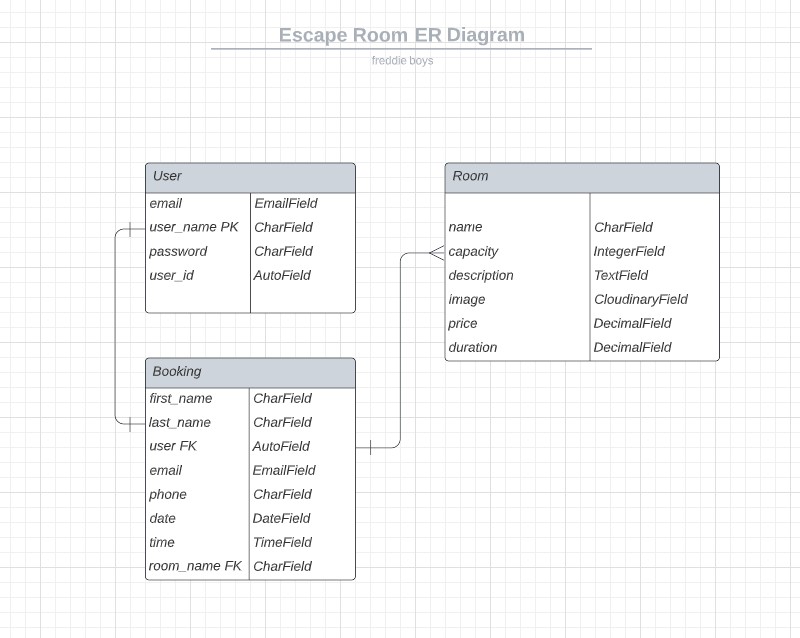 Escape Room ER Diagram
freddie boys
User
email EmailField
user_name PK CharField
password CharField
user_id AutoField
Room
name CharField
capacity IntegerField
description TextField
image CloudinaryField
price DecimalField
duration DecimalField
Booking
first_name CharField
last_name CharField
user FK AutoField
email EmailField
phone CharField
date DateField
time TimeField
room_name FK CharField